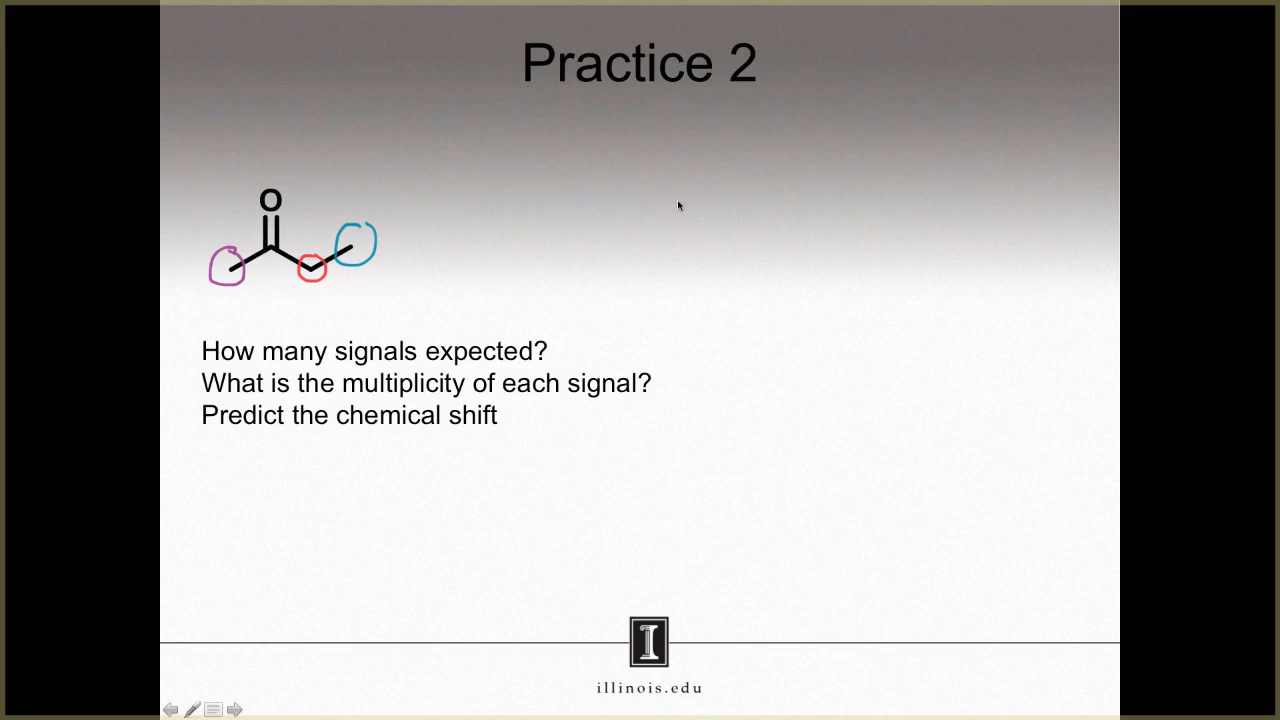 Practice 2
O
How many signals expected?
What is the multiplicity of each signal?
Predict the chemical shift
I
illinois.edu